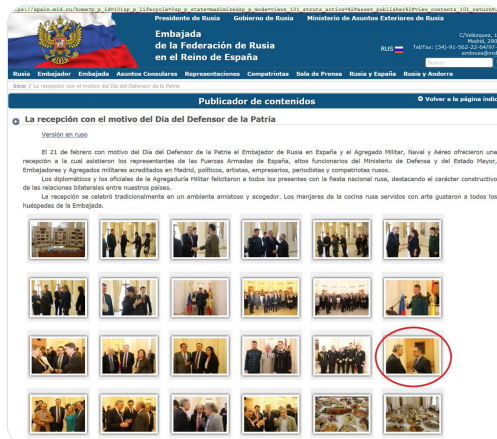 Presidente de Rusia Gobierno de Rusia Ministerio de Asuntos Exteriores de Rusia
Embajada
de la Federación de Rusia
en el Reino de España
C/Velázquez, 1
Madrid, 280
RUS Tel/Fax: (34)-91-562-22-64/97-
Rusia Embajador Embajada Asuntos Consulares Representaciones Compatriotas Sala de Prensa Rusia y España Rusia y Andorra
Inicio / La recepción con el motivo del Día del Defensor de la Patria
Publicador de contenidos
Volver a la página índic
La recepción con el motivo del Día del Defensor de la Patria
Versión en ruso
El 21 de febrero con motivo del Día del Defensor de la Patria el Embajador de Rusia en España y el Agregado Militar, Naval y Aéreo ofrecieron una
recepción a la cual asistieron los representantes de las Fuerzas Armadas de España, altos funcionarios del Ministerio de Defensa y del Estado Mayor,
Embajadores y Agregados militares acreditados en Madrid, políticos, artistas, empresarios, periodistas y compatriotas rusos.
Los diplomáticos y los oficiales de la Agregaduría Militar felicitaron a todos los presentes con la fiesta nacional rusa, destacando el carácter constructivo
de las relaciones bilaterales entre nuestros países.
La recepción se celebró tradicionalmente en un ambiente amistoso y acogedor. Los manjares de la cocina rusa servidos con arte gustaron a todos los
huéspedes de la Embajada.